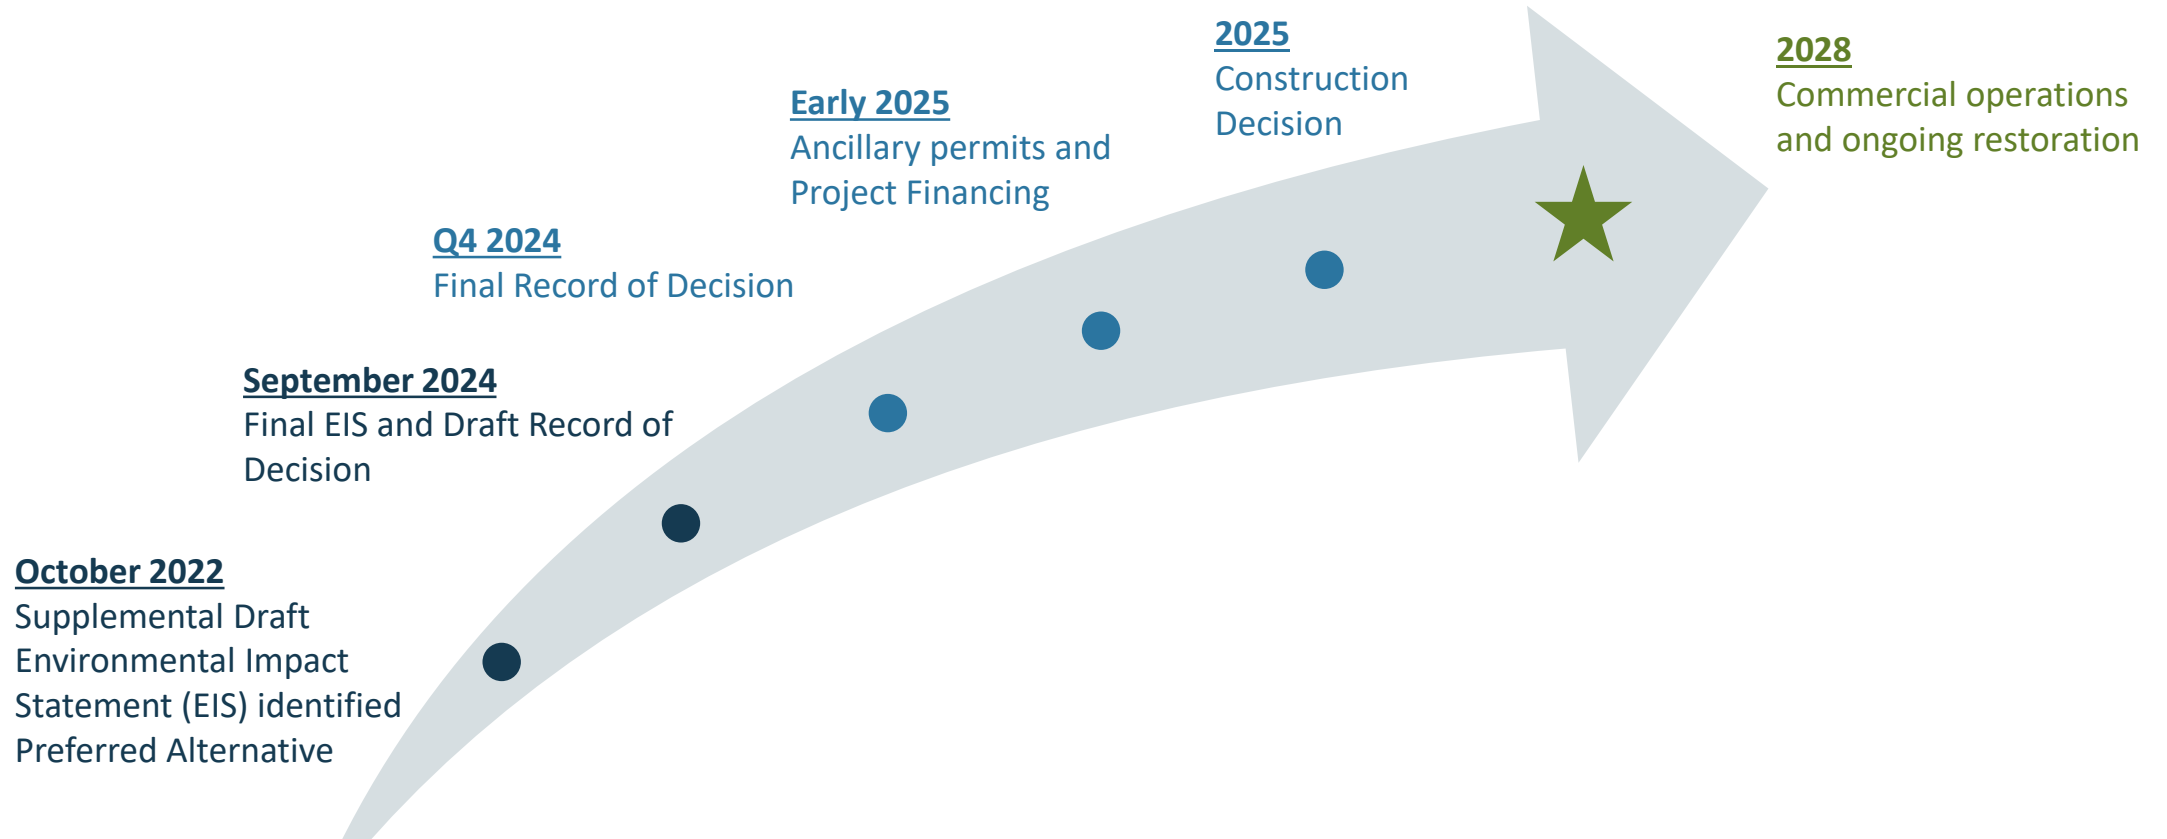 October 2022
Supplemental Draft
Environmental Impact
Statement (EIS) identified
Preferred Alternative
September 2024
Final EIS and Draft Record of
Decision
Q4 2024
Final Record of Decision
Early 2025
Ancillary permits and
Project Financing
2025
Construction
Decision
2028
Commercial operations
and ongoing restoration